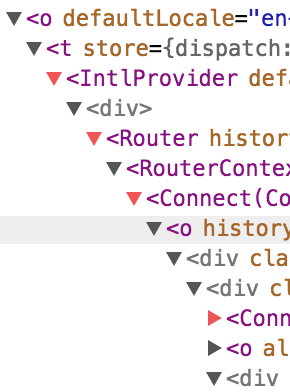 <o defaultLocale="en
<t store={dispatch:
<IntlProvider defa
<div>
<Router histor
<RouterContex
<Connect(Co
<o history
<div cla
<div cl
<Conn
<o al
<div